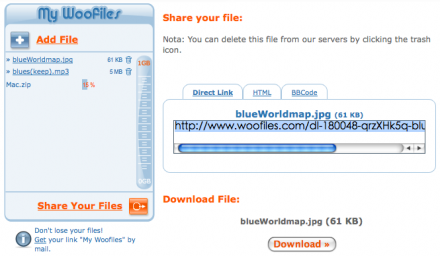 My WooFiles
Add File
» blueWorldmap.jpg 61 KB
» blues(keep).mp3 5 MB
Mac.zip
1GB
0GB
Share Your Files
Don't lose your files!
Get your link "My Woofiles" by
mail.
Share your file:
Nota: You can delete this file from our servers by clicking the trash
icon.
Direct Link HTML BBCode
blueWorldmap.jpg (61 KB)
http://www.woofiles.com/dl-180048-qrzXHk5q-blu
Download File:
blueWorldmap.jpg (61 KB)
Download »